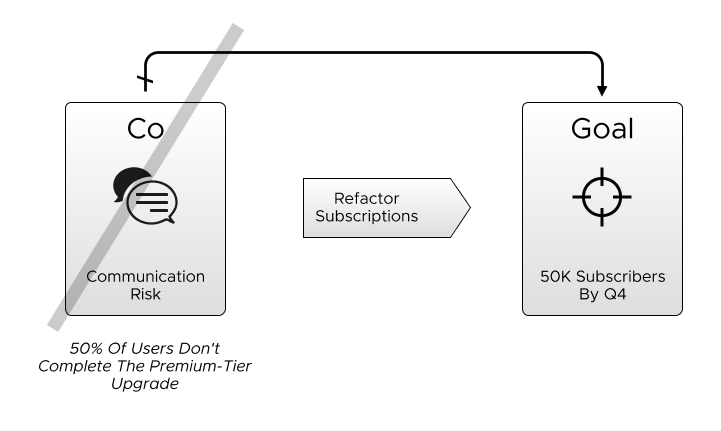 Co
Communication
Risk
50% Of Users Don't
Complete The Premium-Tier
Upgrade
Refactor
Subscriptions
Goal
50K Subscribers
By Q4